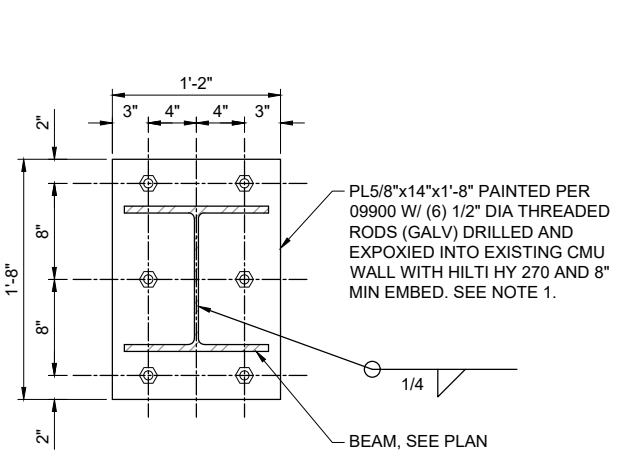 1'-2"
3" 4" 4" 3"
2"
8"
1'-8"
8"
2"
PL5/8"x14"x1'-8" PAINTED PER
09900 W/ (6) 1/2" DIA THREADED
RODS (GALV) DRILLED AND
EXPOXIED INTO EXISTING CMU
WALL WITH HILTI HY 270 AND 8"
MIN EMBED. SEE NOTE 1.
1/4
BEAM, SEE PLAN